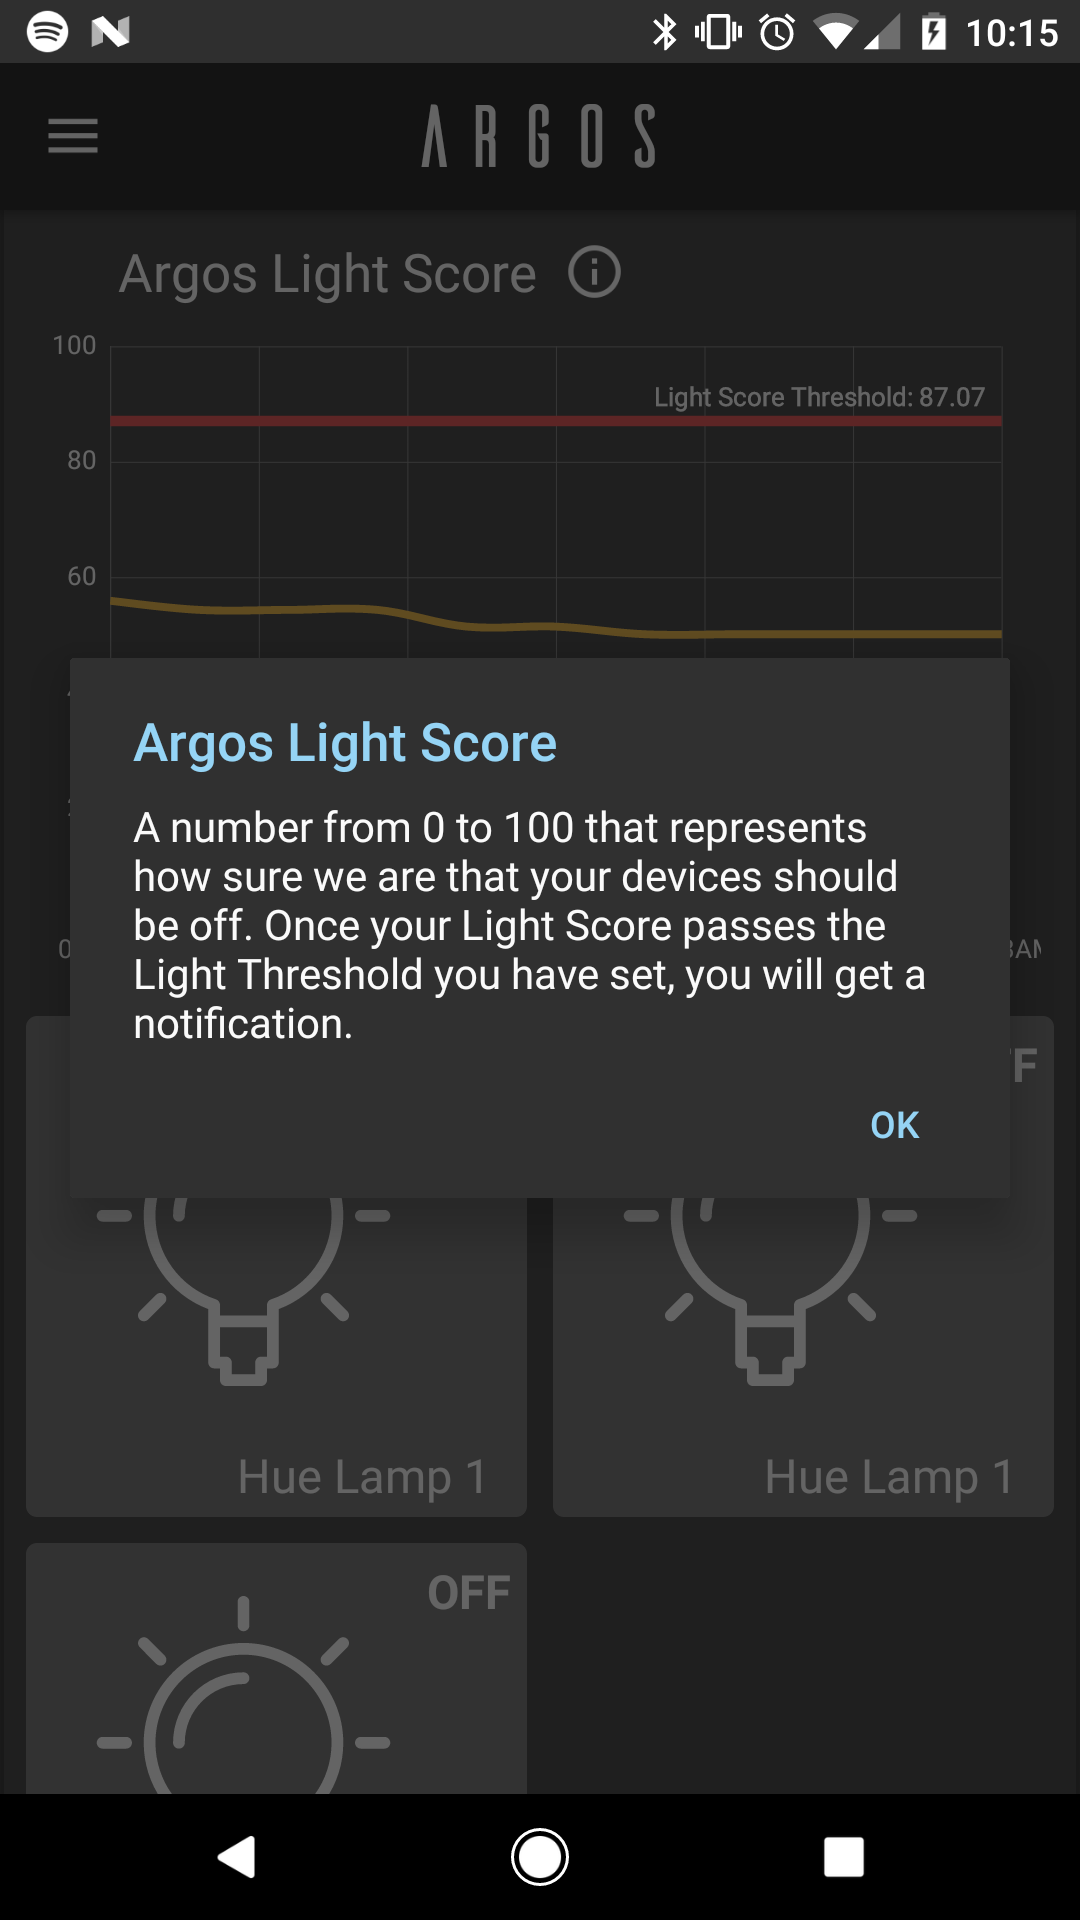 10:15
ARGOS
Argos Light Score
100
Light Score Threshold: 87.07
80
60
Argos Light Score
A number from 0 to 100 that represents
how sure we are that your devices should
be off. Once your Light Score passes the
Light Threshold you have set, you will get a
notification.
OK
Hue Lamp 1
Hue Lamp 1
OFF